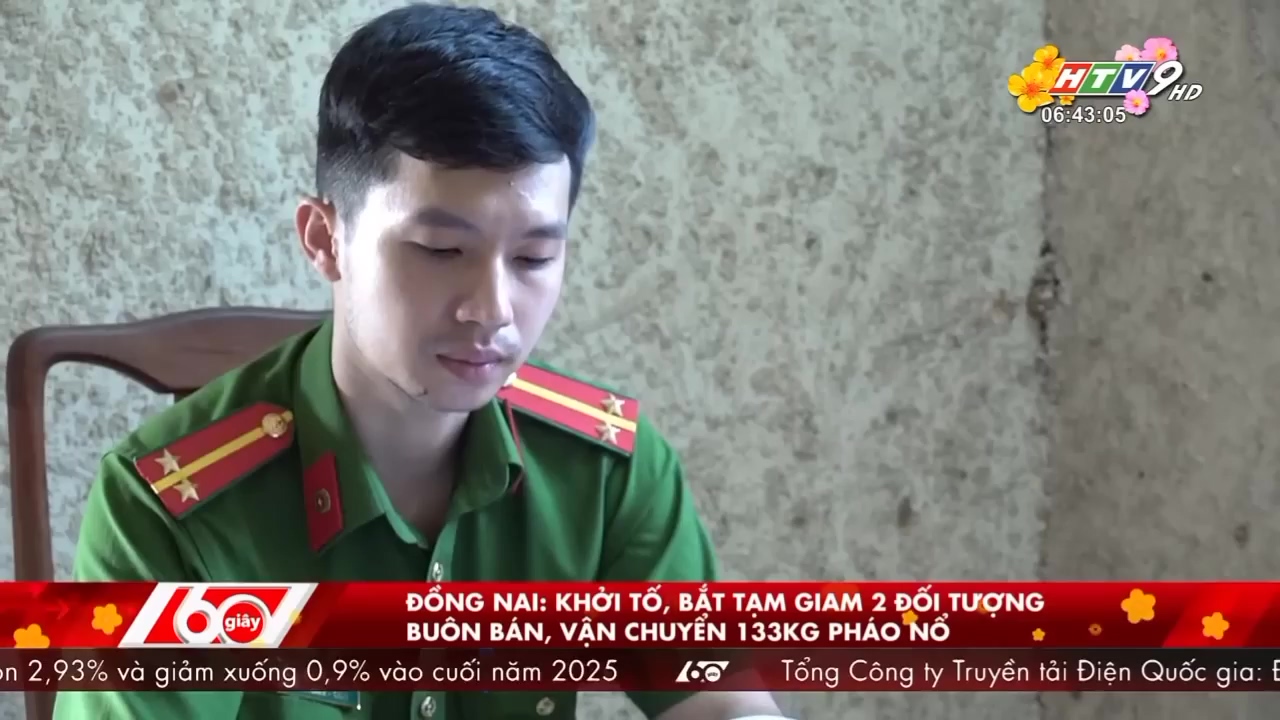 HTV9 HD
06:43:05
60 giây
ĐỒNG NAI: KHỞI TỐ, BẮT TẠM GIAM 2 ĐỐI TƯỢNG
BUÔN BÁN, VẬN CHUYỂN 133KG PHÁO NỔ
2,93% và giảm xuống 0,9% vào cuối năm 2025 60 giây Tổng Công ty Truyền tải Điện Quốc gia: